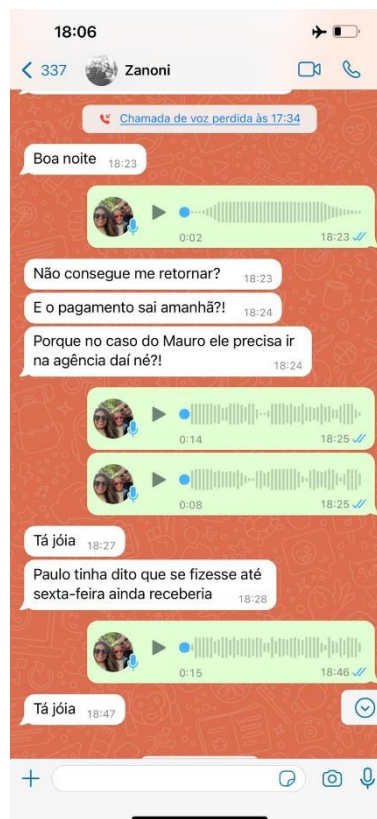 18:06
337
Zanoni
Chamada de voz perdida às 17:34
Boa noite 18:23
0:02 18:23
Não consegue me retornar? 18:23
E o pagamento sai amanhã?! 18:24
Porque no caso do Mauro ele precisa ir
na agência daí né?! 18:24
0:14 18:25
0:08 18:25
Tá jóia 18:27
Paulo tinha dito que se fizesse até
sexta-feira ainda receberia 18:28
0:15 18:46
Tá jóia 18:47